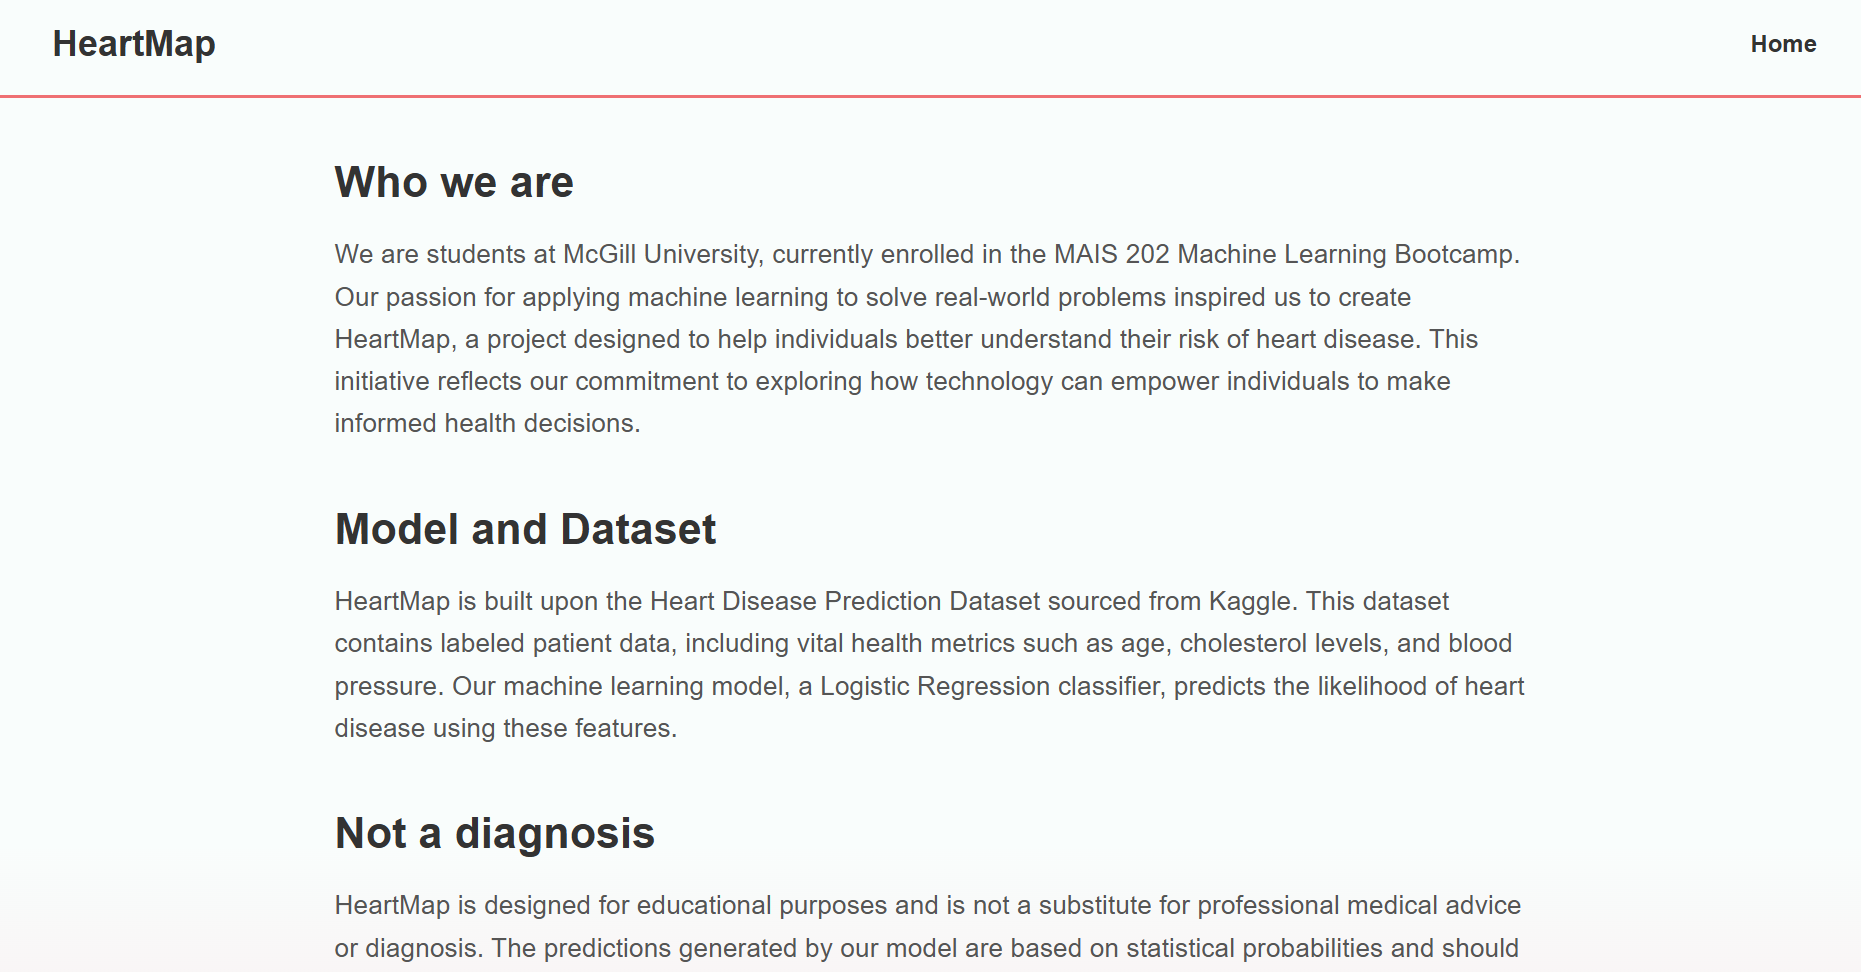 HeartMap
Home
Who we are
We are students at McGill University, currently enrolled in the MAIS 202 Machine Learning Bootcamp.
Our passion for applying machine learning to solve real-world problems inspired us to create
HeartMap, a project designed to help individuals better understand their risk of heart disease. This
initiative reflects our commitment to exploring how technology can empower individuals to make
informed health decisions.
Model and Dataset
HeartMap is built upon the Heart Disease Prediction Dataset sourced from Kaggle. This dataset
contains labeled patient data, including vital health metrics such as age, cholesterol levels, and blood
pressure. Our machine learning model, a Logistic Regression classifier, predicts the likelihood of heart
disease using these features.
Not a diagnosis
HeartMap is designed for educational purposes and is not a substitute for professional medical advice
or diagnosis. The predictions generated by our model are based on statistical probabilities and should